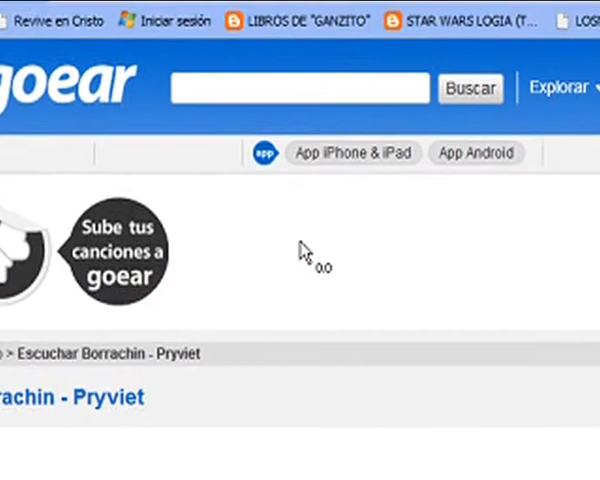 Revive en Cristo Iniciar sesión LIBROS DE "GANZITO" STAR WARS LOGIA (T...
goear Buscar Explorar
app App iPhone & iPad App Android
Sube tus
canciones a
goear
0.0
> Escuchar Borrachin - Pryviet
rachin - Pryviet